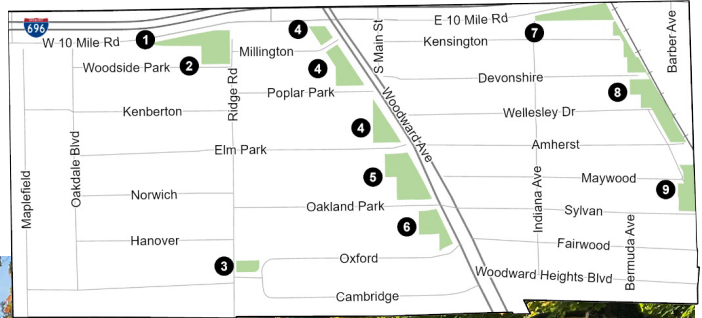 696
W 10 Mile Rd
1
Woodside Park
2
Ridge Rd
Millington
4
4
Poplar Park
S Main St
E 10 Mile Rd
Kensington
7
Barber Ave
Devonshire
8
Kenberton
Woodward Ave
Wellesley Dr
4
Elm Park
Amherst
Maplefield
Oakdale Blvd
5
Maywood
9
Norwich
Oakland Park
Indiana Ave
Sylvan
6
Hanover
Bermuda Ave
Fairwood
3
Oxford
Woodward Heights Blvd
Cambridge